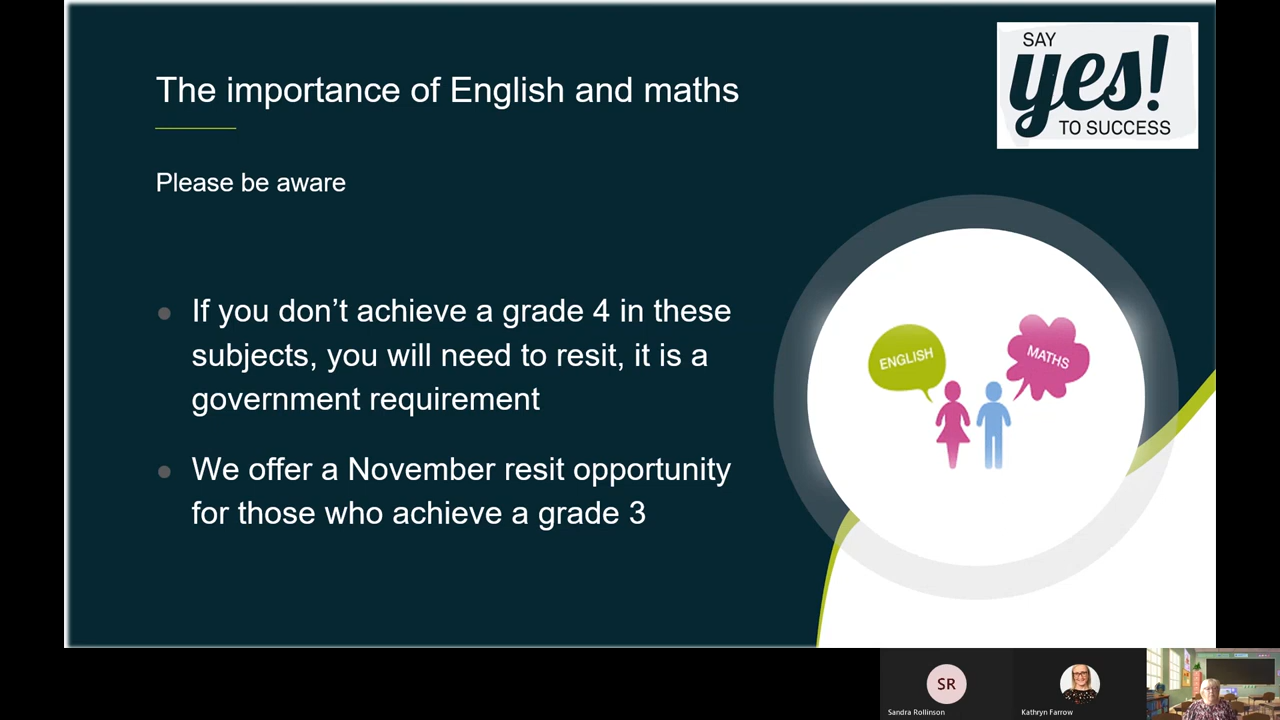 The importance of English and maths
SAY
yes!
TO SUCCESS
Please be aware
If you don’t achieve a grade 4 in these
subjects, you will need to resit, it is a
government requirement
We offer a November resit opportunity
for those who achieve a grade 3
ENGLISH
MATHS
SR
Sandra Rollinson
Kathryn Farrow